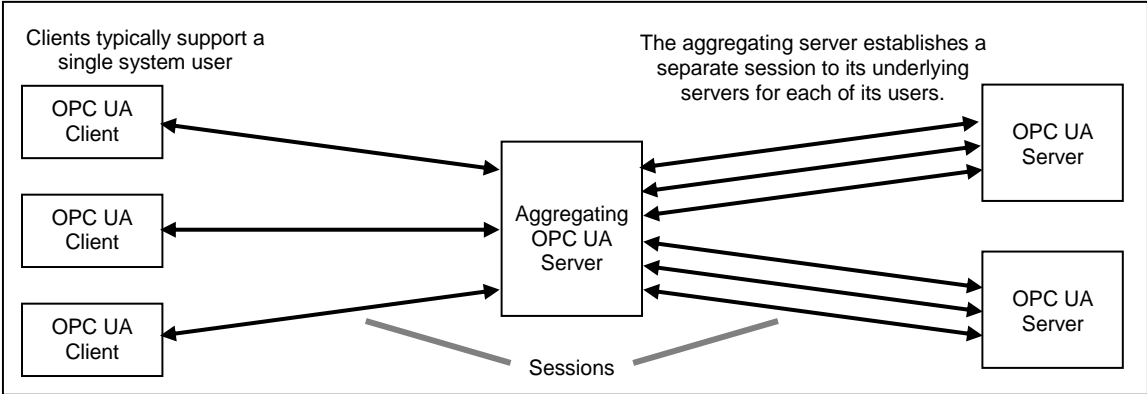 Clients typically support a
single system user
The aggregating server establishes a
separate session to its underlying
servers for each of its users.
OPC UA
Client
OPC UA
Client
OPC UA
Client
Aggregating
OPC UA
Server
OPC UA
Server
OPC UA
Server
Sessions